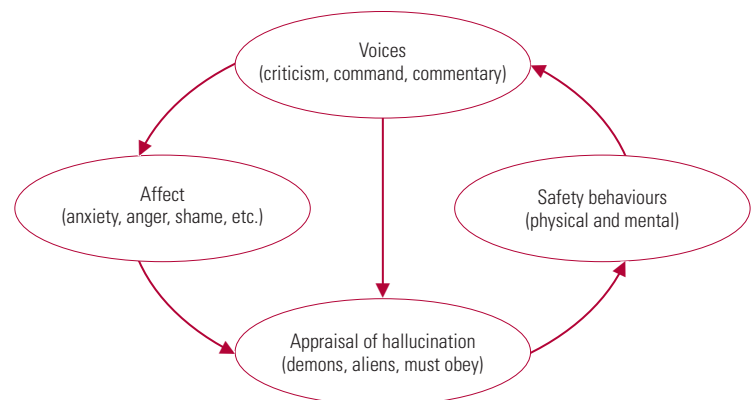 Voices
(criticism, command, commentary)
Affect
(anxiety, anger, shame, etc.)
Safety behaviours
(physical and mental)
Appraisal of hallucination
(demons, aliens, must obey)